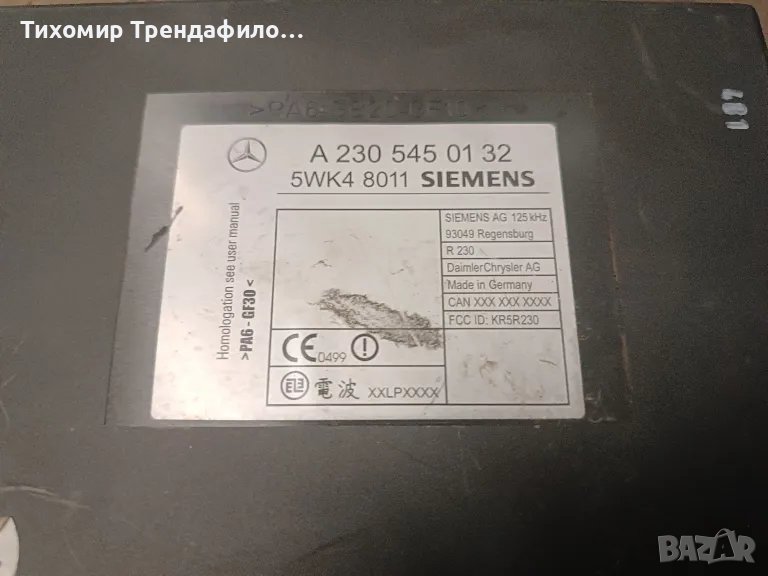 Тихомир Трендафило...
A 230 545 01 32
5WK4 8011 SIEMENS
Homologation see user manual
>PA6 - GF30<
SIEMENS AG 125 kHz
93049 Regensburg
R 230
DaimlerChrysler AG
Made in Germany
CAN XXX XXX XXXX
FCC ID: KR5R230
CE 0499
電波 XXLPXXXX
BAZAR